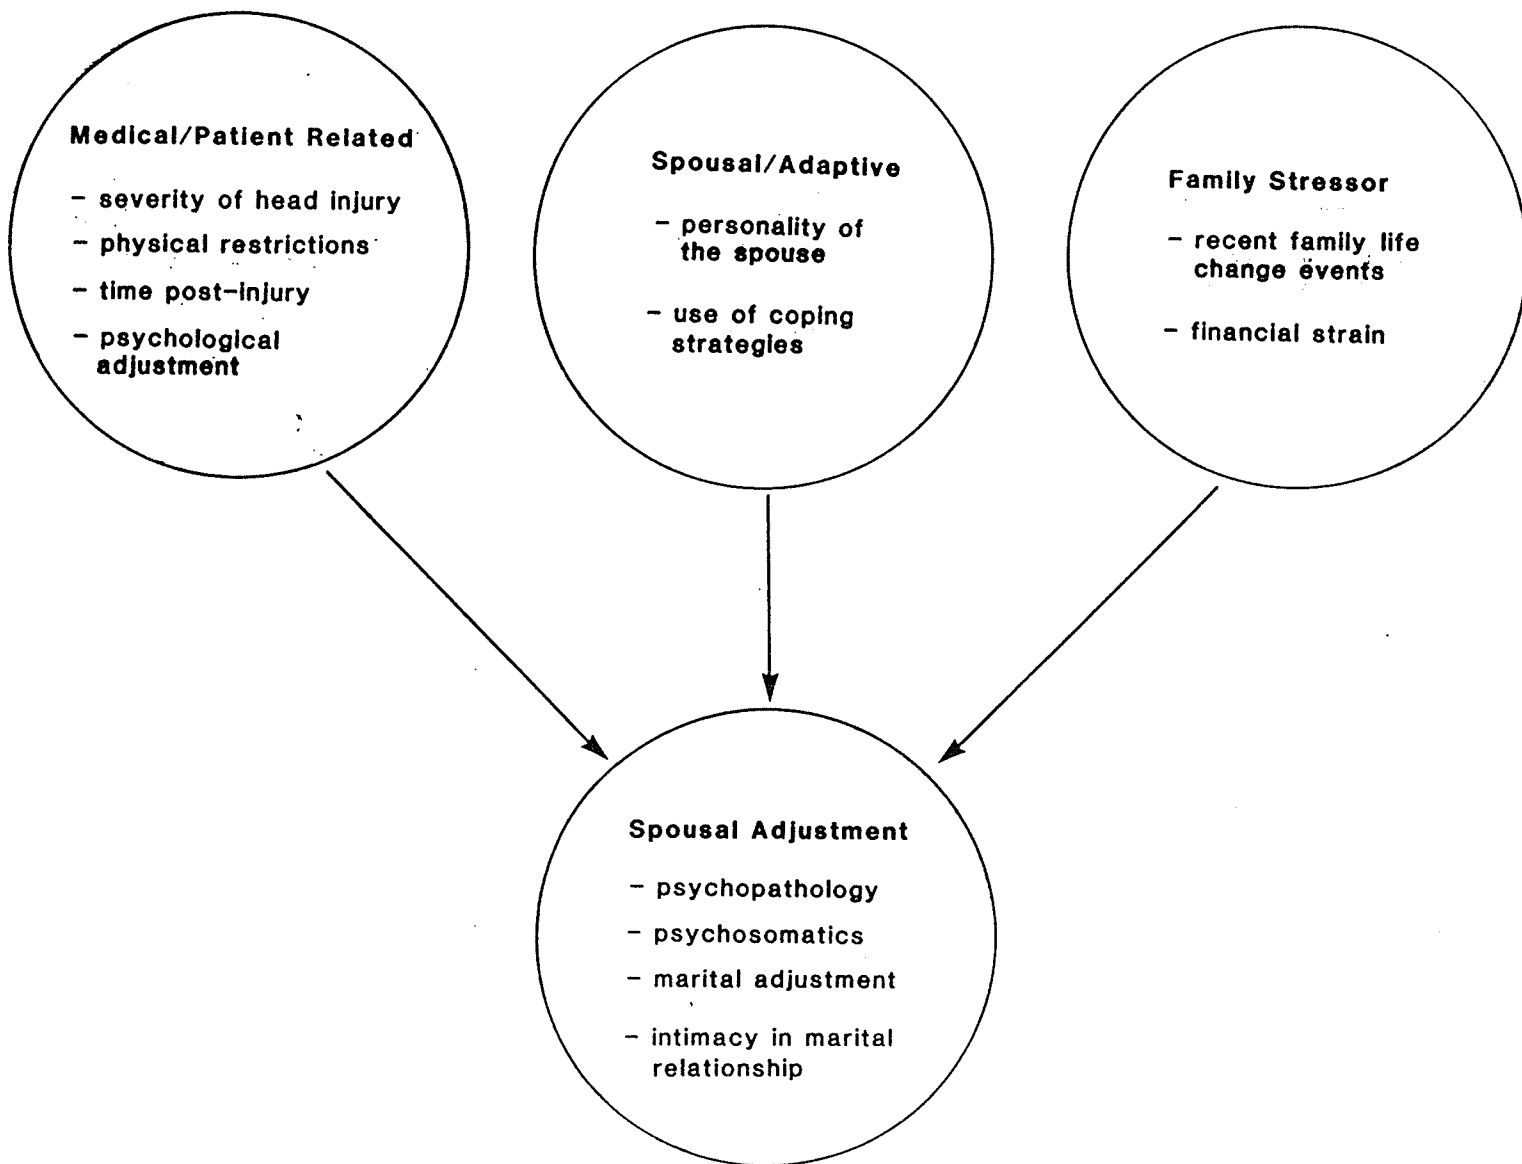 Medical/Patient Related
- severity of head injury
- physical restrictions
- time post-injury
- psychological
adjustment
Spousal/Adaptive
- personality of
the spouse
- use of coping
strategies
Family Stressor
- recent family life
change events
- financial strain
Spousal Adjustment
- psychopathology
- psychosomatics
- marital adjustment
- intimacy in marital
relationship